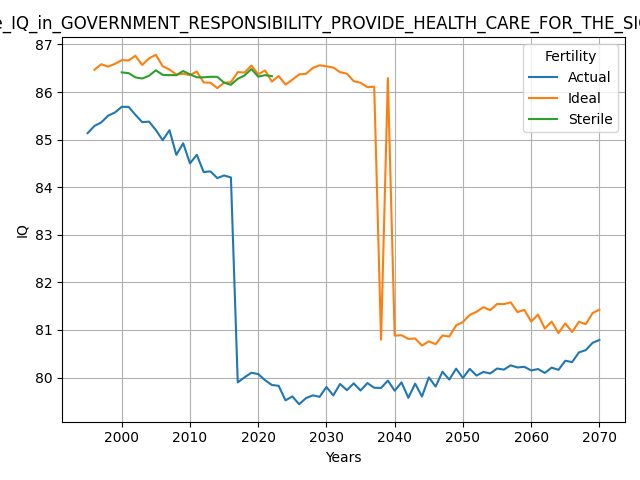 e_IQ_in_GOVERNMENT_RESPONSIBILITY_PROVIDE_HEALTH_CARE_FOR_THE_SI
87
86
85
84
83
82
81
80
IQ
Fertility
Actual
Ideal
Sterile
2000 2010 2020 2030 2040 2050 2060 2070
Years